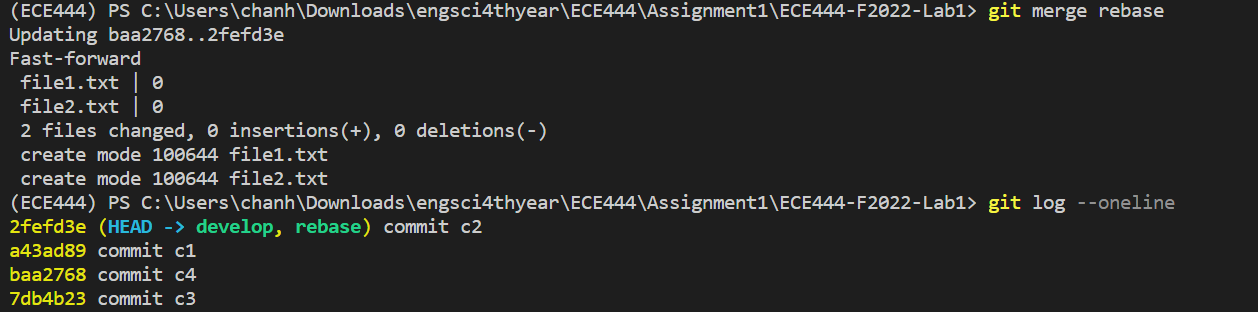 (ECE444) PS C:\Users\chanh\Downloads\engsci4thyear\ECE444\Assignment1\ECE444-F2022-Lab1> git merge rebase
Updating baa2768..2fefd3e
Fast-forward
 file1.txt | 0
 file2.txt | 0
 2 files changed, 0 insertions(+), 0 deletions(-)
 create mode 100644 file1.txt
 create mode 100644 file2.txt
(ECE444) PS C:\Users\chanh\Downloads\engsci4thyear\ECE444\Assignment1\ECE444-F2022-Lab1> git log --oneline
2fefd3e (HEAD -> develop, rebase) commit c2
a43ad89 commit c1
baa2768 commit c4
7db4b23 commit c3